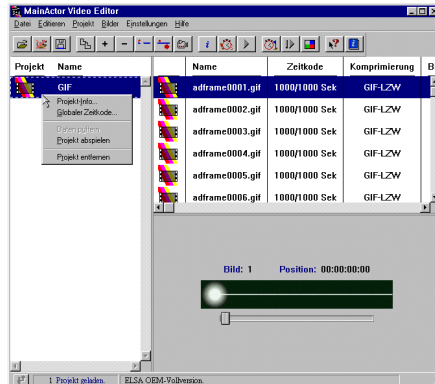 MainActor Video Editor
Datei Editieren Projekt Bilder Einstellungen Hilfe
Projekt Name
Name Zeitkode Komprimierung B
GIF
Projekt-Info...
Globaler Zeitkode...
Daten puffern
Projekt abspielen
Projekt entfernen
adframe0001.gif 1000/1000 Sek GIF-LZW
adframe0002.gif 1000/1000 Sek GIF-LZW
adframe0003.gif 1000/1000 Sek GIF-LZW
adframe0004.gif 1000/1000 Sek GIF-LZW
adframe0005.gif 1000/1000 Sek GIF-LZW
adframe0006.gif 1000/1000 Sek GIF-LZW
Bild: 1 Position: 00:00:00:00
1 Projekt geladen. ELSA OEM-Vollversion.